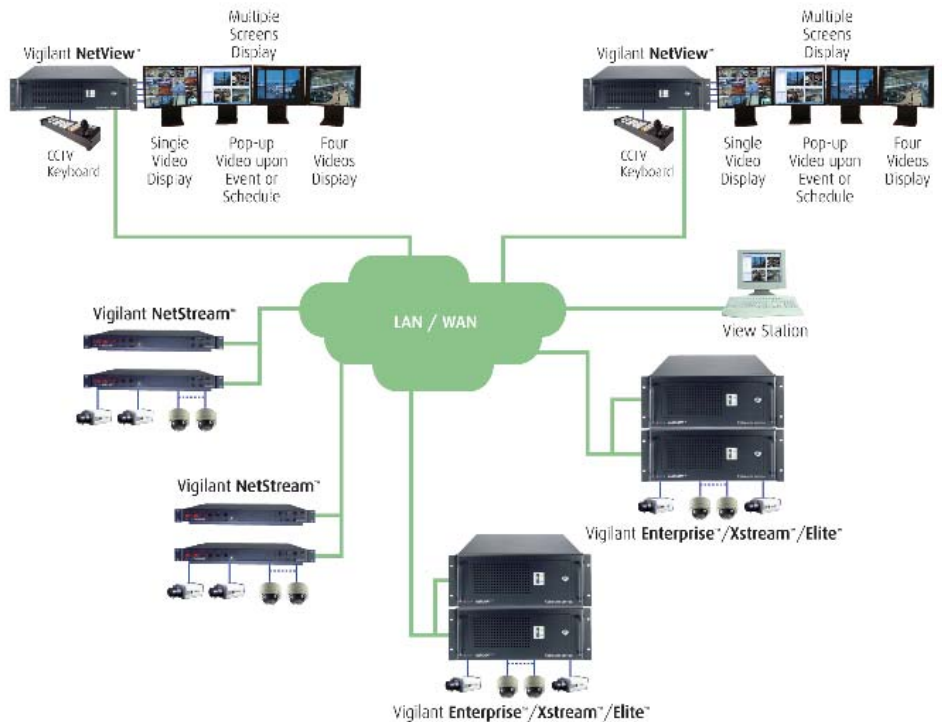 Multiple
Screens
Display
Vigilant NetView™
CCTV
Keyboard
Single
Video
Display
Pop-up
Video upon
Event or
Schedule
Four
Videos
Display
Multiple
Screens
Display
Vigilant NetView™
CCTV
Keyboard
Single
Video
Display
Pop-up
Video upon
Event or
Schedule
Four
Videos
Display
LAN / WAN
Vigilant NetStream™
View Station
Vigilant NetStream™
Vigilant Enterprise™/Xstream™/Elite™
Vigilant Enterprise™/Xstream™/Elite™